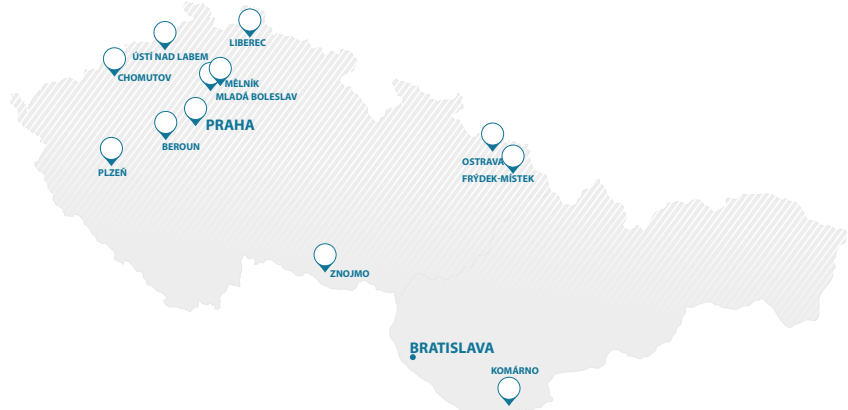 LIBEREC
ÚSTÍ NAD LABEM
CHOMUTOV
MĚLNÍK
MLADÁ BOLESLAV
PRAHA
BEROUN
PLZEŇ
OSTRAVA
FRÝDEK-MÍSTEK
ZNOJMO
BRATISLAVA
KOMÁRNO